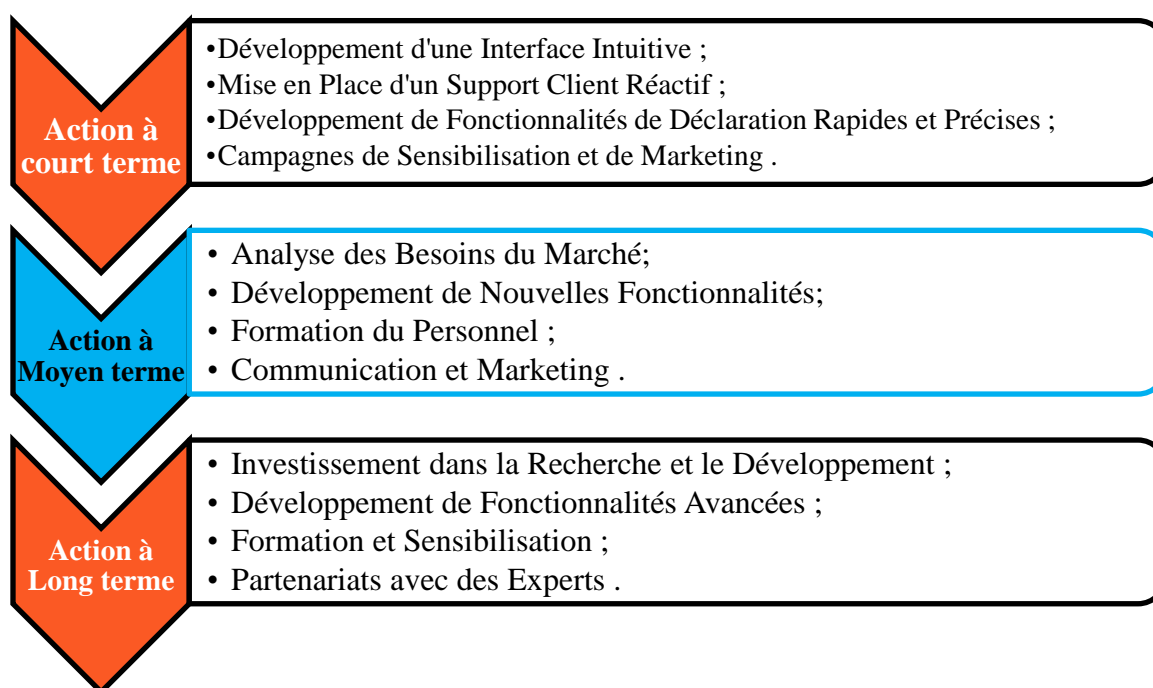 Action à
court terme
•Développement d'une Interface Intuitive ;
•Mise en Place d'un Support Client Réactif ;
•Développement de Fonctionnalités de Déclaration Rapides et Précises ;
•Campagnes de Sensibilisation et de Marketing .
Action à
Moyen terme
• Analyse des Besoins du Marché;
• Développement de Nouvelles Fonctionnalités;
• Formation du Personnel ;
• Communication et Marketing .
Action à
Long terme
• Investissement dans la Recherche et le Développement ;
• Développement de Fonctionnalités Avancées ;
• Formation et Sensibilisation ;
• Partenariats avec des Experts .